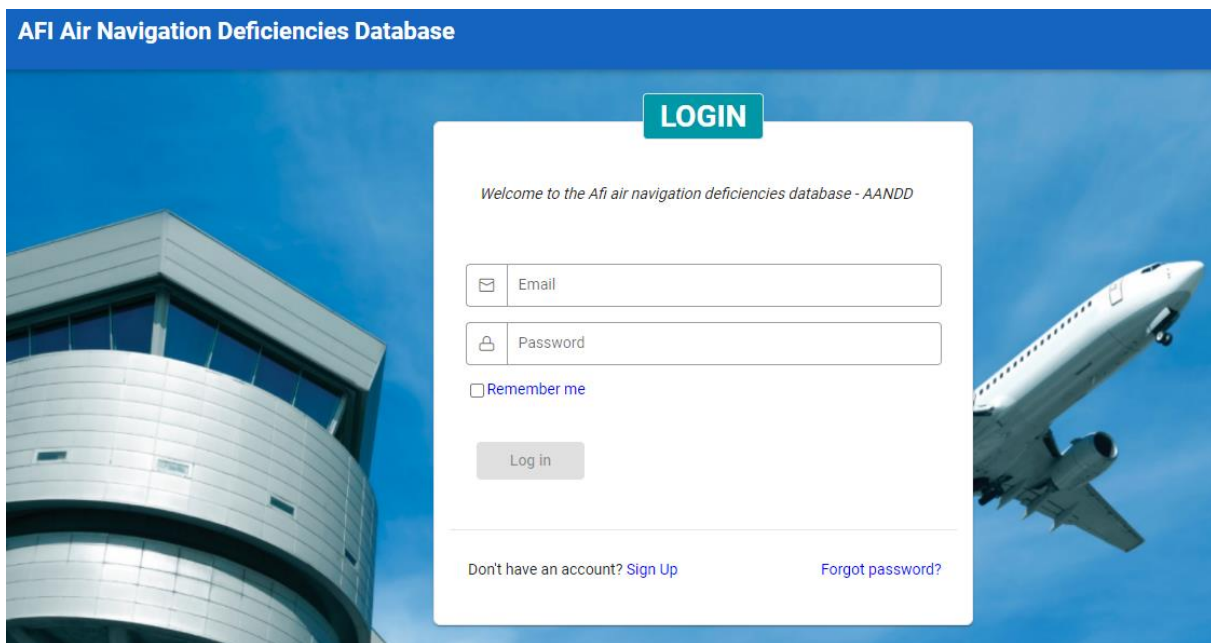 AFI Air Navigation Deficiencies Database
LOGIN
Welcome to the Afi air navigation deficiencies database - AANDD
Email
Password
Remember me
Log in
Don't have an account? Sign Up
Forgot password?